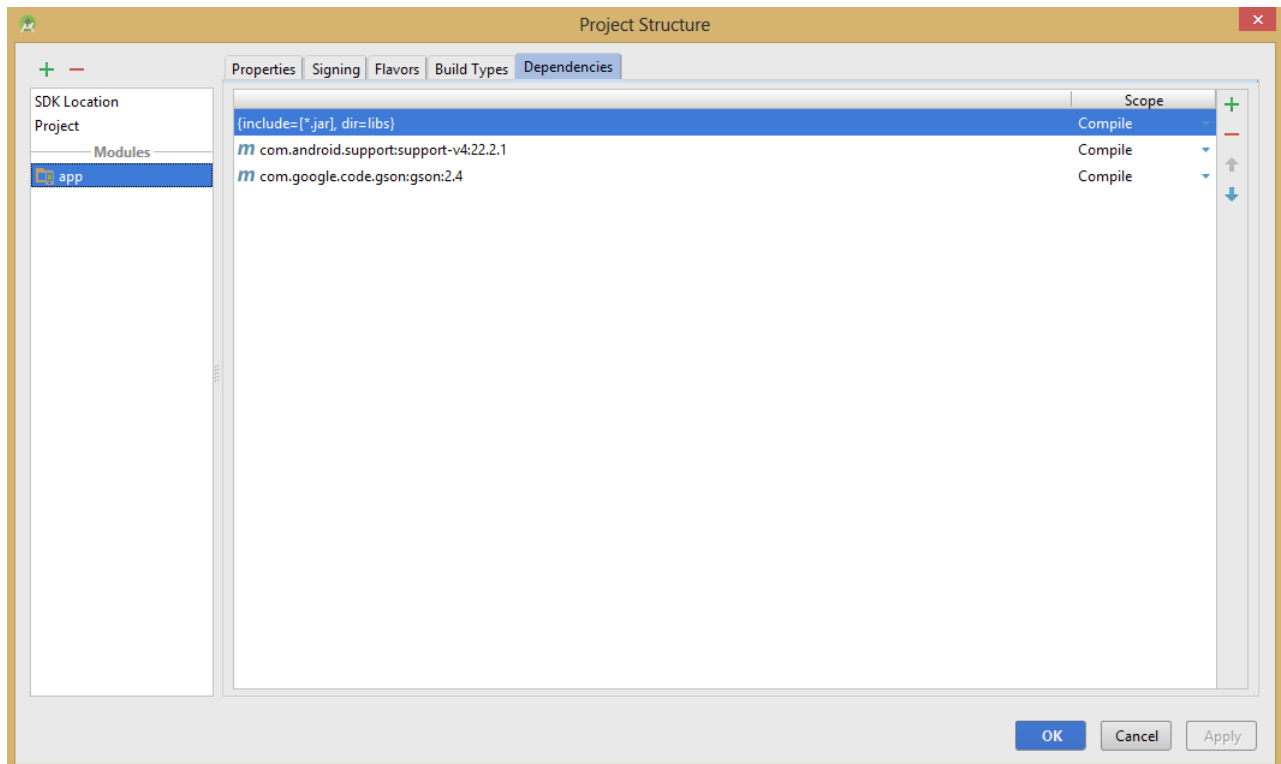 Project Structure
Properties Signing Flavors Build Types Dependencies
SDK Location
Project
Modules
app
Scope
{include=[*.jar], dir=libs} Compile
m com.android.support:support-v4:22.2.1 Compile
m com.google.code.gson:gson:2.4 Compile
OK Cancel Apply